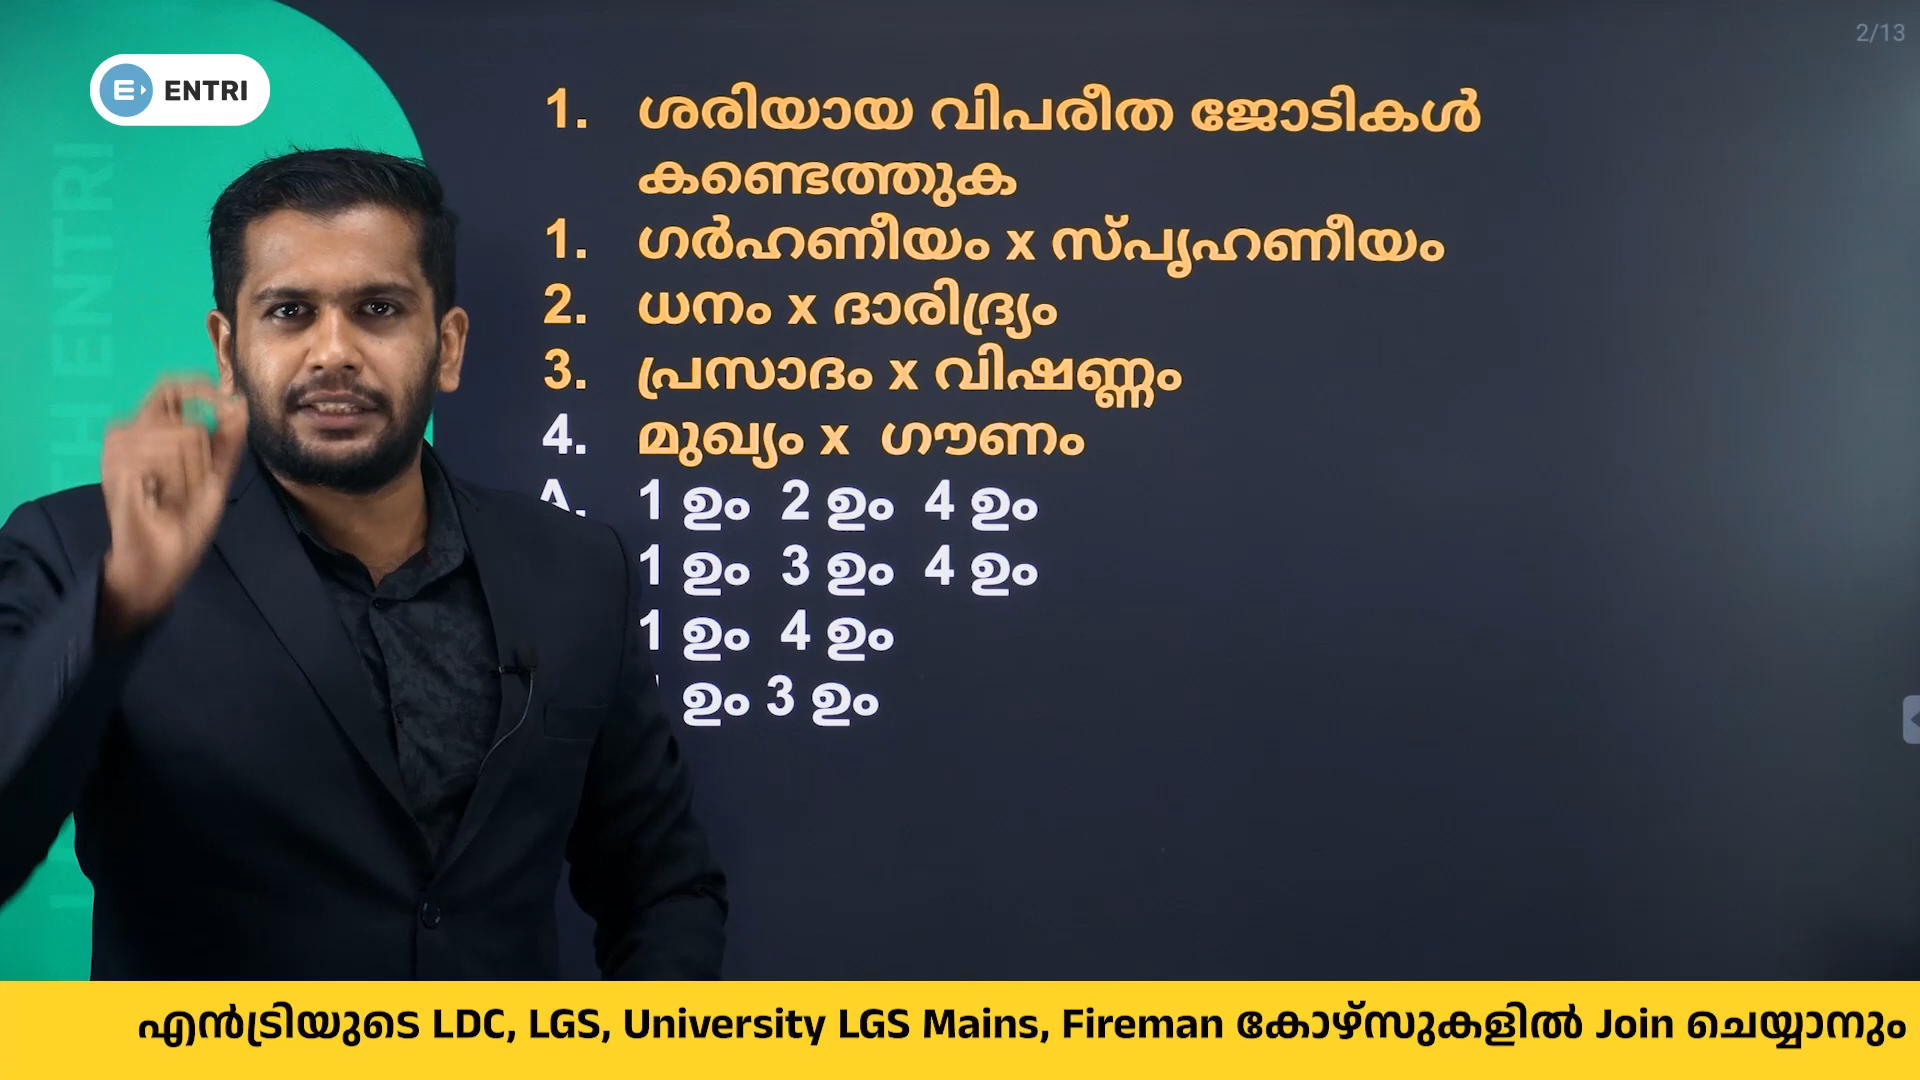 2/13
ENTRI
1. ശരിയായ വിപരീത ജോടികൾ
കണ്ടെത്തുക
1. ഗർഹണീയം x സ്പൃഹണീയം
2. ധനം x ദാരിദ്ര്യം
3. പ്രസാദം x വിഷണ്ണം
4. മുഖ്യം x ഗൗണം
A. 1 ഉം 2 ഉം 4 ഉം
1 ഉം 3 ഉം 4 ഉം
1 ഉം 4 ഉം
ഉം 3 ഉം
എൻട്രിയുടെ LDC, LGS, University LGS Mains, Fireman കോഴ്സുകളിൽ Join ചെയ്യാനും